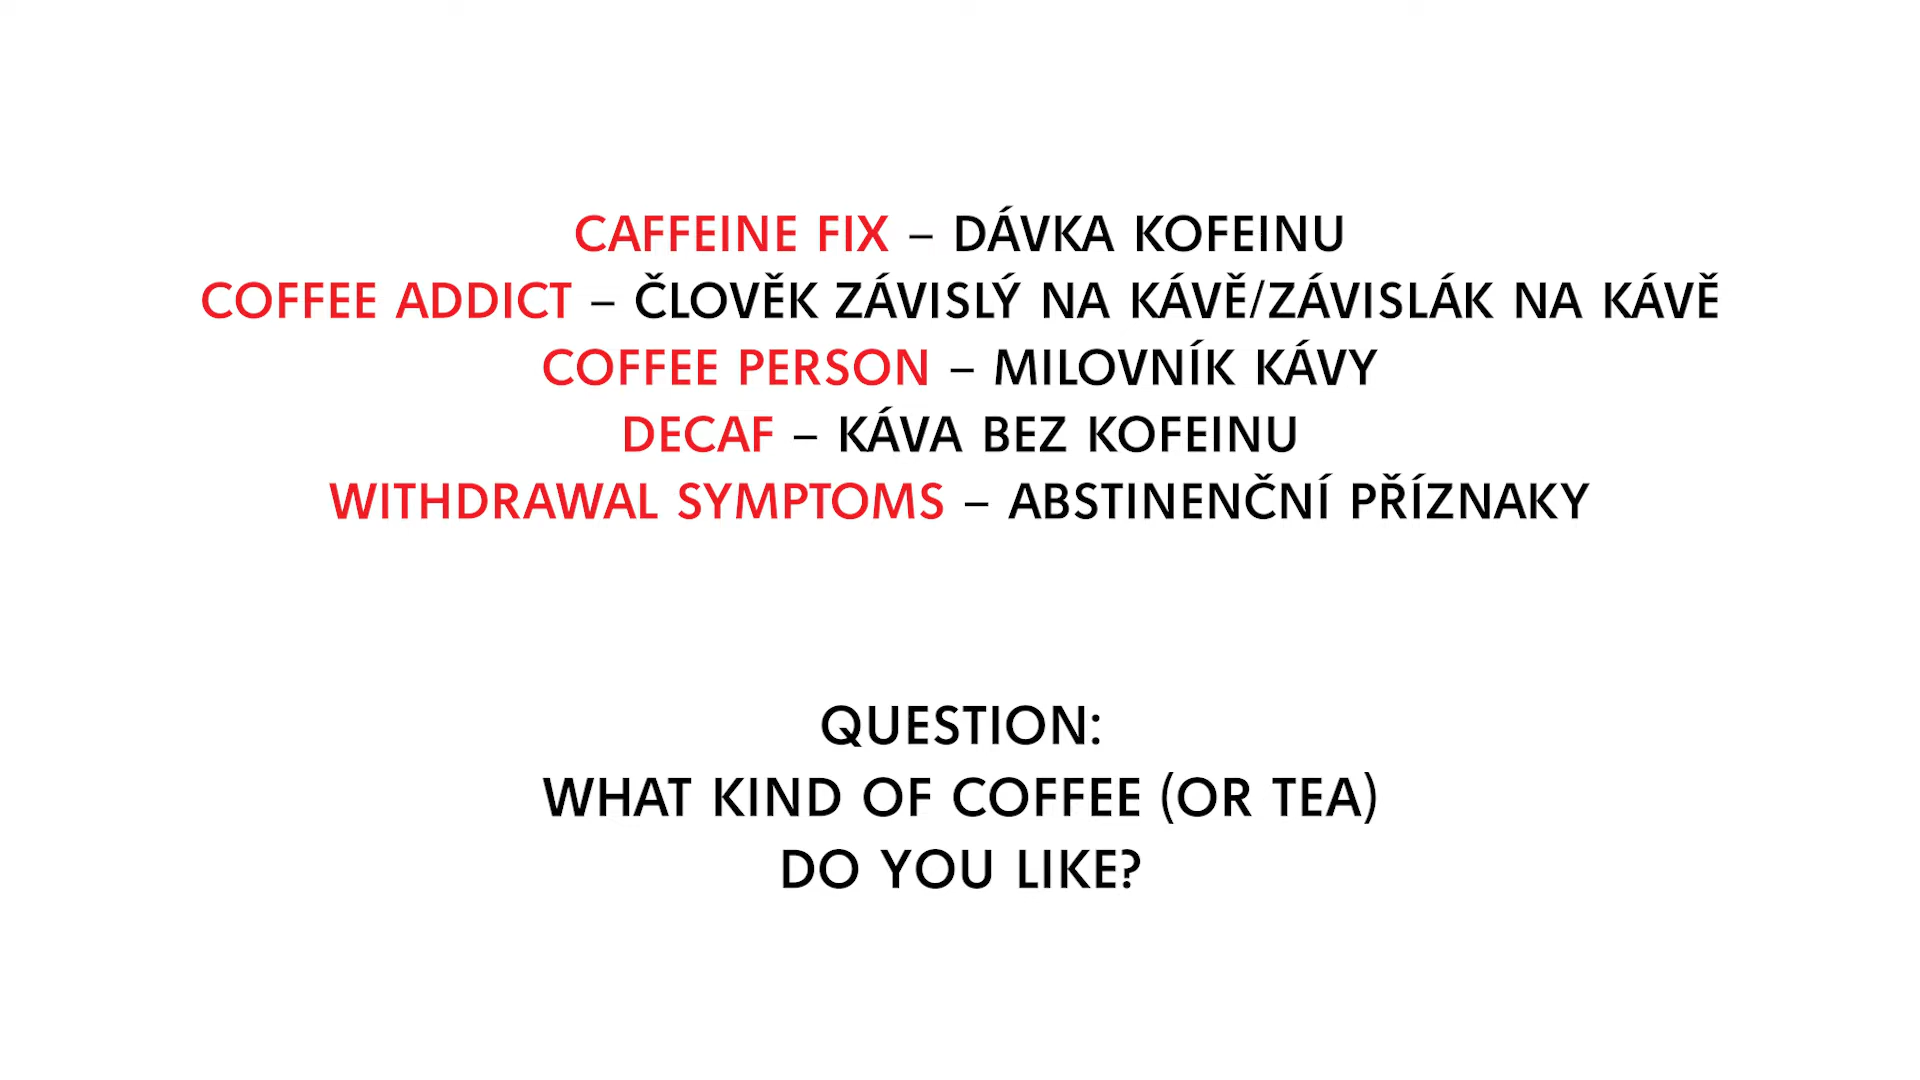 CAFFEINE FIX – DÁVKA KOFEINU
COFFEE ADDICT – ČLOVĚK ZÁVISLÝ NA KÁVĚ/ZÁVISLÁK NA KÁVĚ
COFFEE PERSON – MILOVNÍK KÁVY
DECAF – KÁVA BEZ KOFEINU
WITHDRAWAL SYMPTOMS – ABSTINENČNÍ PŘÍZNAKY
QUESTION:
WHAT KIND OF COFFEE (OR TEA)
DO YOU LIKE?